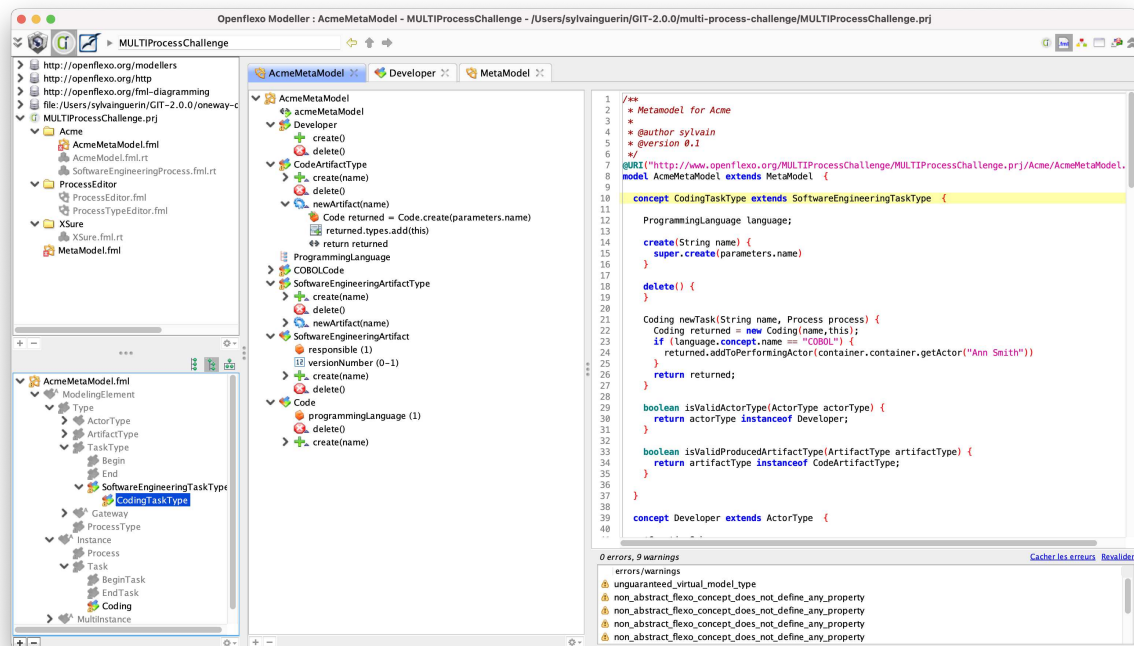 Openflexo Modeller : AcmeMetaModel - MULTIProcessChallenge - /Users/sylvainguerin/GIT-2.0.0/multi-process-challenge/MULTIProcessChallenge.prj
MULTIProcessChallenge
http://openflexo.org/modellers
http://openflexo.org/http
http://openflexo.org/fml-diagramming
file:/Users/sylvainguerin/GIT-2.0.0/oneway-c
MULTIProcessChallenge.prj
Acme
AcmeMetaModel.fml
AcmeModel.fml.rt
SoftwareEngineeringProcess.fml.rt
ProcessEditor
ProcessEditor.fml
ProcessTypeEditor.fml
XSure
XSure.fml.rt
MetaModel.fml
AcmeMetaModel.fml
ModelingElement
Type
ActorType
ArtifactType
TaskType
Begin
End
SoftwareEngineeringTaskType
CodingTaskType
Gateway
ProcessType
Instance
Process
Task
BeginTask
EndTask
Coding
MultiInstance
AcmeMetaModel
Developer
MetaModel
AcmeMetaModel
acmeMetaModel
Developer
create()
delete()
CodeArtifactType
create(name)
delete()
newArtifact(name)
Code returned = Code.create(parameters.name)
returned.types.add(this)
return returned
ProgrammingLanguage
COBOLCode
SoftwareEngineeringArtifactType
create(name)
delete()
newArtifact(name)
SoftwareEngineeringArtifact
responsible (1)
versionNumber (0-1)
create(name)
delete()
Code
programmingLanguage (1)
delete()
create(name)
1 /**
2 * Metamodel for Acme
3 *
4 * @author sylvain
5 * @version 0.1
6 */
7 @URI("http://www.openflexo.org/MULTIProcessChallenge/MULTIProcessChallenge.prj/Acme/AcmeMetaModel.
8 model AcmeMetaModel extends MetaModel {
9
10 concept CodingTaskType extends SoftwareEngineeringTaskType {
11
12 ProgrammingLanguage language;
13
14 create(String name) {
15 super.create(parameters.name)
16 }
17
18 delete() {
19 }
20
21 Coding newTask(String name, Process process) {
22 Coding returned = new Coding(name,this);
23 if (language.concept.name == "COBOL") {
24 returned.addToPerformingActor(container.container.getActor("Ann Smith"))
25 }
26 return returned;
27 }
28
29 boolean isValidActorType(ActorType actorType) {
30 return actorType instanceof Developer;
31 }
32
33 boolean isValidProducedArtifactType(ArtifactType artifactType) {
34 return artifactType instanceof CodeArtifactType;
35 }
36
37 }
38
39 concept Developer extends ActorType {
40
0 errors, 9 warnings
Cacher les erreurs Revalider
errors/warnings
unguaranteed_virtual_model_type
non_abstract_flexo_concept_does_not_define_any_property
non_abstract_flexo_concept_does_not_define_any_property
non_abstract_flexo_concept_does_not_define_any_property
non_abstract_flexo_concept_does_not_define_any_property